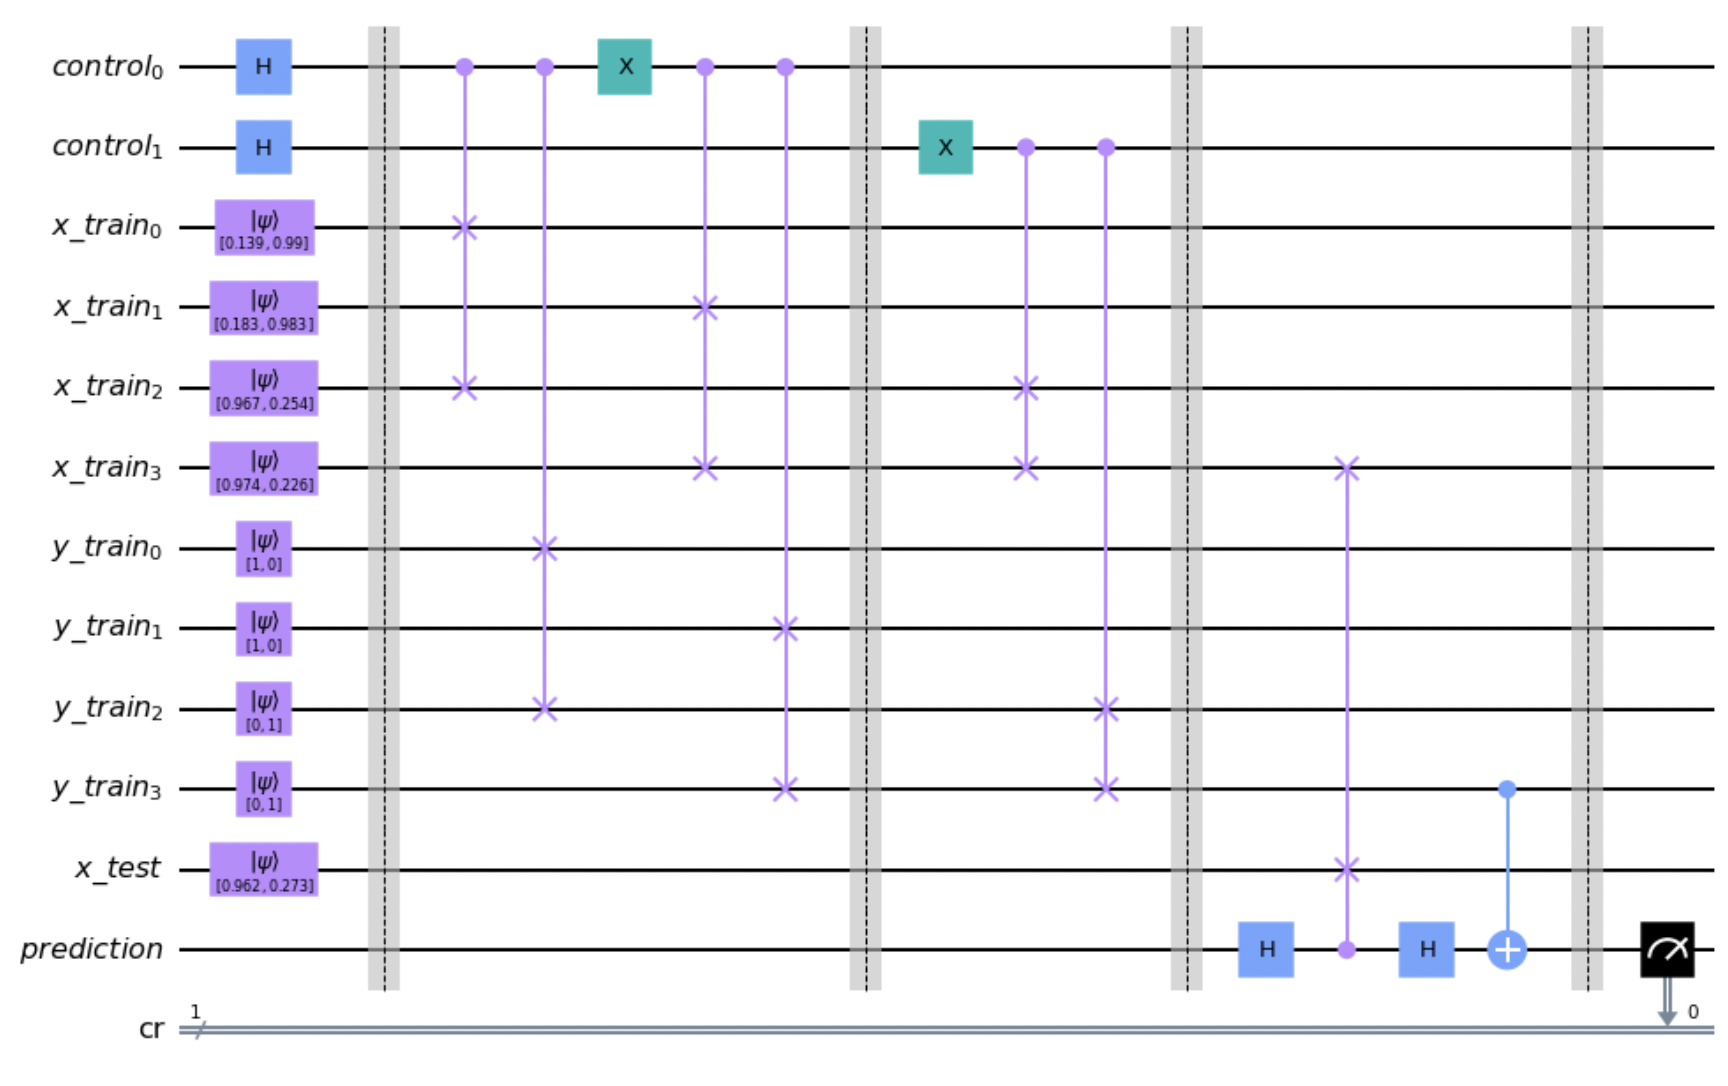 control₀ H X
control₁ H X
x_train₀ |ψ⟩ [0.139, 0.99]
x_train₁ |ψ⟩ [0.183, 0.983]
x_train₂ |ψ⟩ [0.967, 0.254]
x_train₃ |ψ⟩ [0.974, 0.226]
y_train₀ |ψ⟩ [1, 0]
y_train₁ |ψ⟩ [1, 0]
y_train₂ |ψ⟩ [0, 1]
y_train₃ |ψ⟩ [0, 1]
x_test |ψ⟩ [0.962, 0.273]
prediction H H
cr 1 0